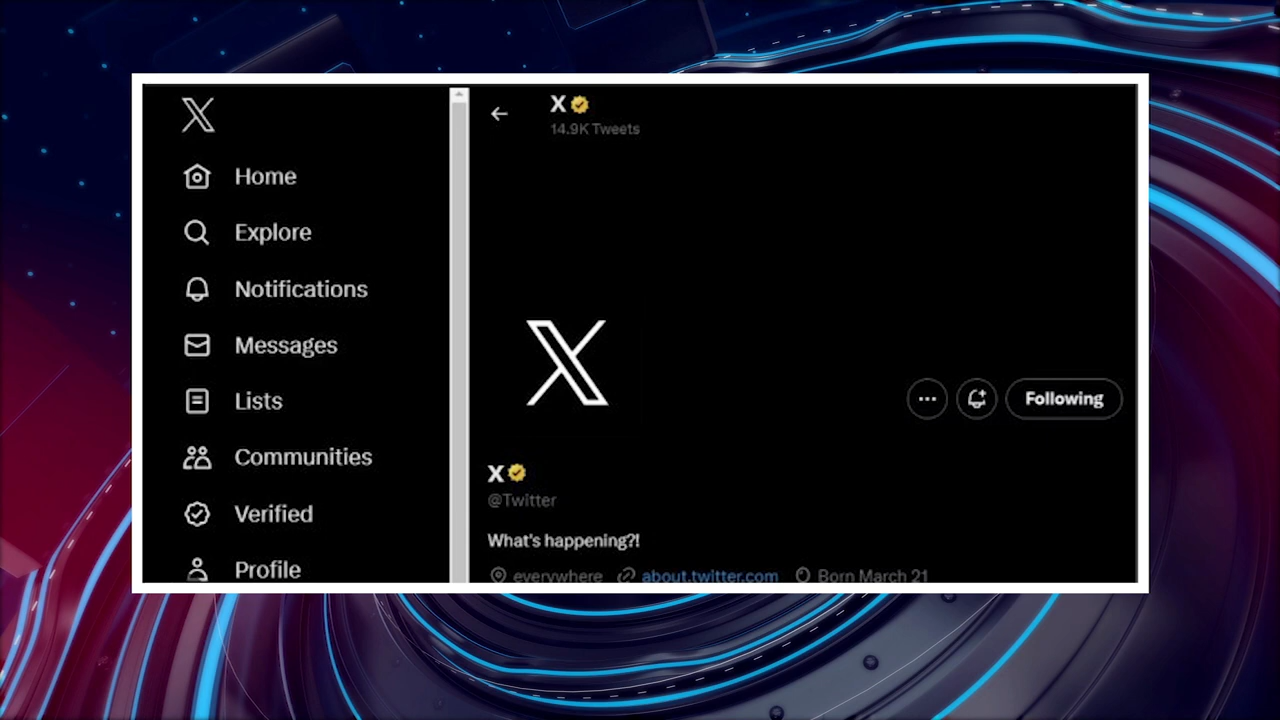 X
Home
Explore
Notifications
Messages
Lists
Communities
Verified
Profile
X
14.9K Tweets
X
Following
X
@Twitter
What's happening?!
everywhere about.twitter.com Born March 21